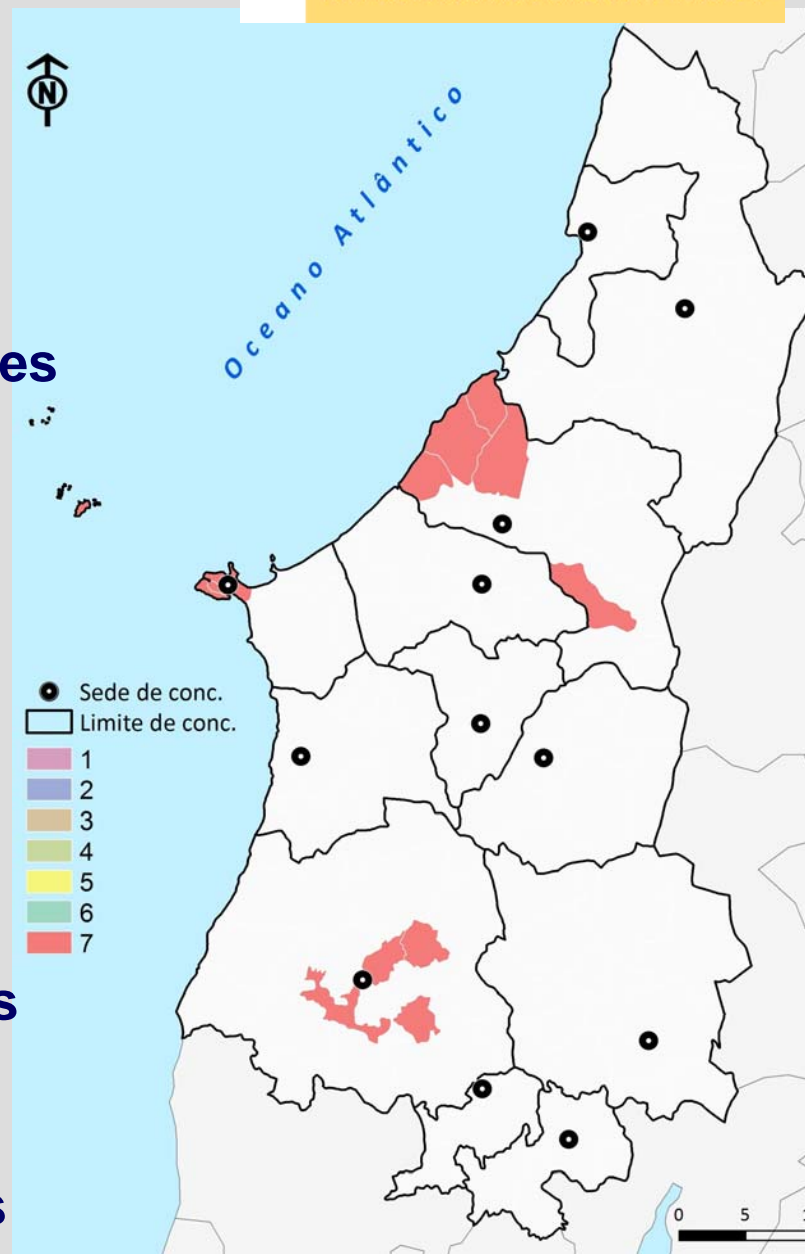 N
Oceano Atlântico
es
Sede de conc.
Limite de conc.
1
2
3
4
5
6
7
s
s
0 5